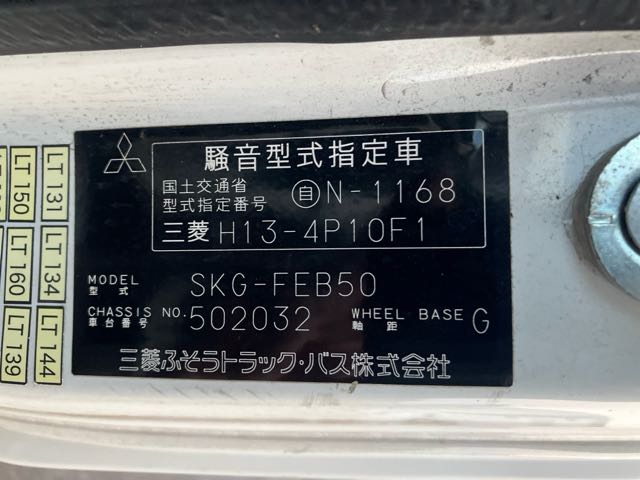 騒音型式指定車
国土交通省
型式指定番号 自N-1168
三菱 H13-4P10F1
MODEL 型式 SKG-FEB50
CHASSIS NO. 車台番号 502032 WHEEL BASE 軸距 G
三菱ふそうトラック・バス株式会社
LT 131
LT 150
LT 134
LT 160
LT 144
LT 139